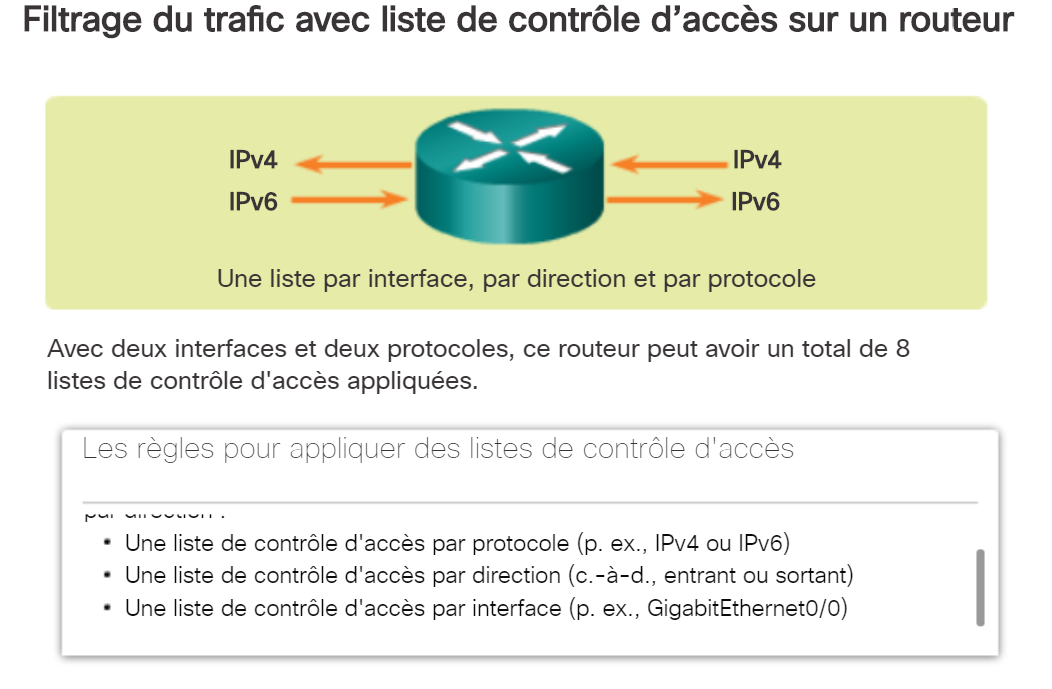 Filtrage du trafic avec liste de contrôle d’accès sur un routeur
IPv4 IPv4
IPv6 IPv6
Une liste par interface, par direction et par protocole
Avec deux interfaces et deux protocoles, ce routeur peut avoir un total de 8
listes de contrôle d'accès appliquées.
Les règles pour appliquer des listes de contrôle d'accès
par direction :
• Une liste de contrôle d'accès par protocole (p. ex., IPv4 ou IPv6)
• Une liste de contrôle d'accès par direction (c.-à-d., entrant ou sortant)
• Une liste de contrôle d'accès par interface (p. ex., GigabitEthernet0/0)